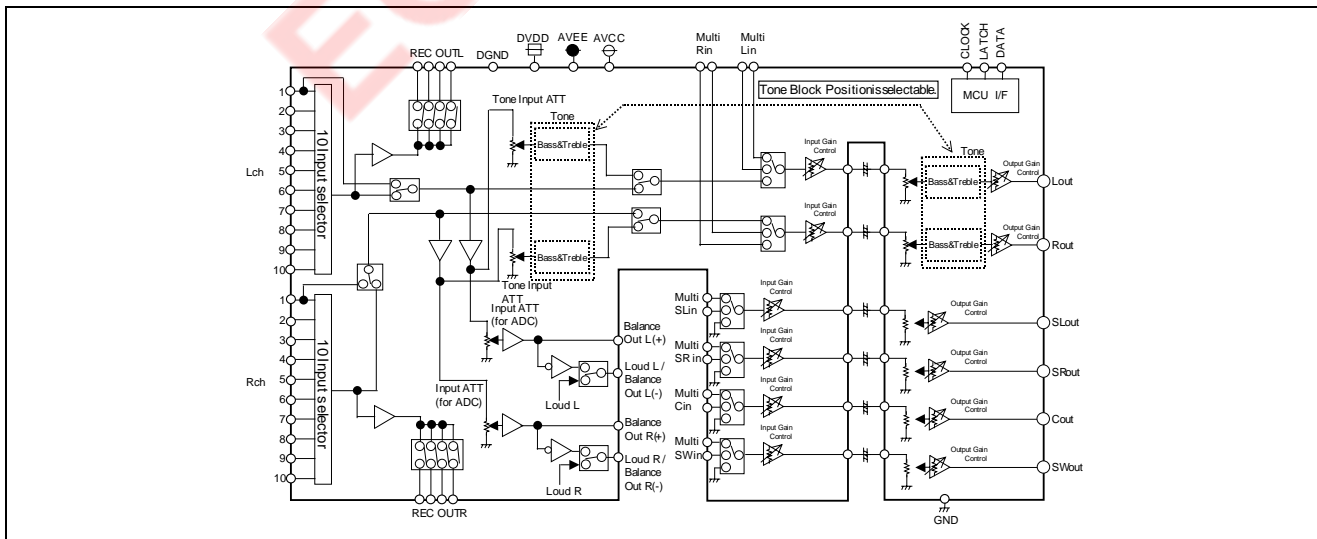 REC OUTL
DGND
DVDD
AVEE
AVCC
Multi
Rin
Multi
Lin
CLOCK
LATCH
DATA
MCU I/F
Tone Block Positionisselectable.
Lch
1
2
3
4
5
6
7
8
9
10
10Input selector
Tone Input ATT
Tone
Bass&Treble
Bass&Treble
Tone Input
ATT
Input Gain
Control
Input Gain
Control
Tone
Bass&Treble
Bass&Treble
Output Gain
Control
Output Gain
Control
Lout
Rout
Rch
1
2
3
4
5
6
7
8
9
10
10Input selector
REC OUTR
Input ATT
(for ADC)
Input ATT
(for ADC)
Loud L
Loud R
Balance
Out L(+)
Loud L /
Balance
Out L(-)
Balance
Out R(+)
Loud R /
Balance
Out R(-)
Multi
SLin
Multi
SR in
Multi
Cin
Multi
SWin
Input Gain
Control
Input Gain
Control
Input Gain
Control
Input Gain
Control
Output Gain
Control
Output Gain
Control
Output Gain
Control
Output Gain
Control
SLout
SRout
Cout
SWout
GND